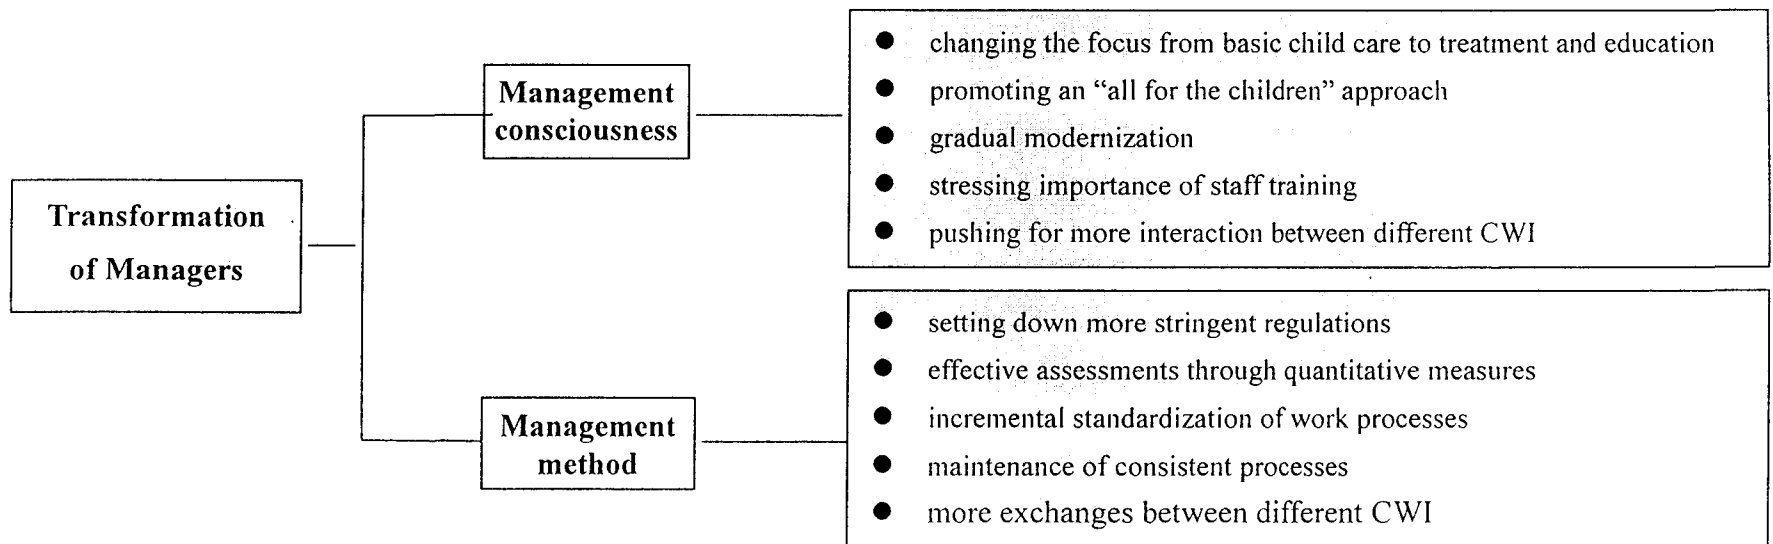 Transformation
of Managers
Management
consciousness
● changing the focus from basic child care to treatment and education
● promoting an “all for the children” approach
● gradual modernization
● stressing importance of staff training
● pushing for more interaction between different CWI
Management
method
● setting down more stringent regulations
● effective assessments through quantitative measures
● incremental standardization of work processes
● maintenance of consistent processes
● more exchanges between different CWI